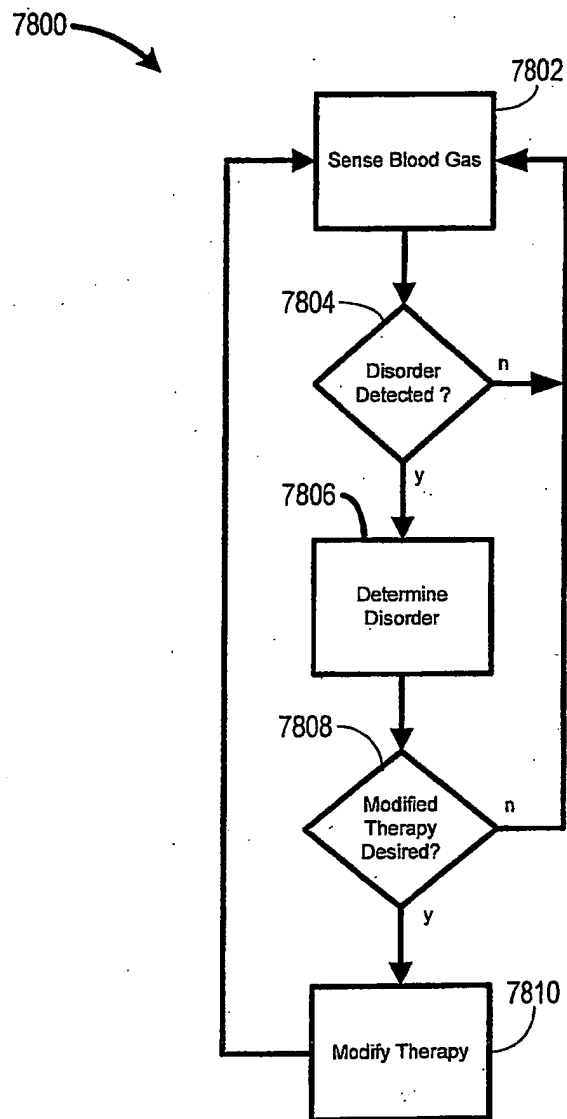 7800
7802
Sense Blood Gas
7804
Disorder
Detected ?
n
y
7806
Determine
Disorder
7808
Modified
Therapy
Desired?
n
y
7810
Modify Therapy